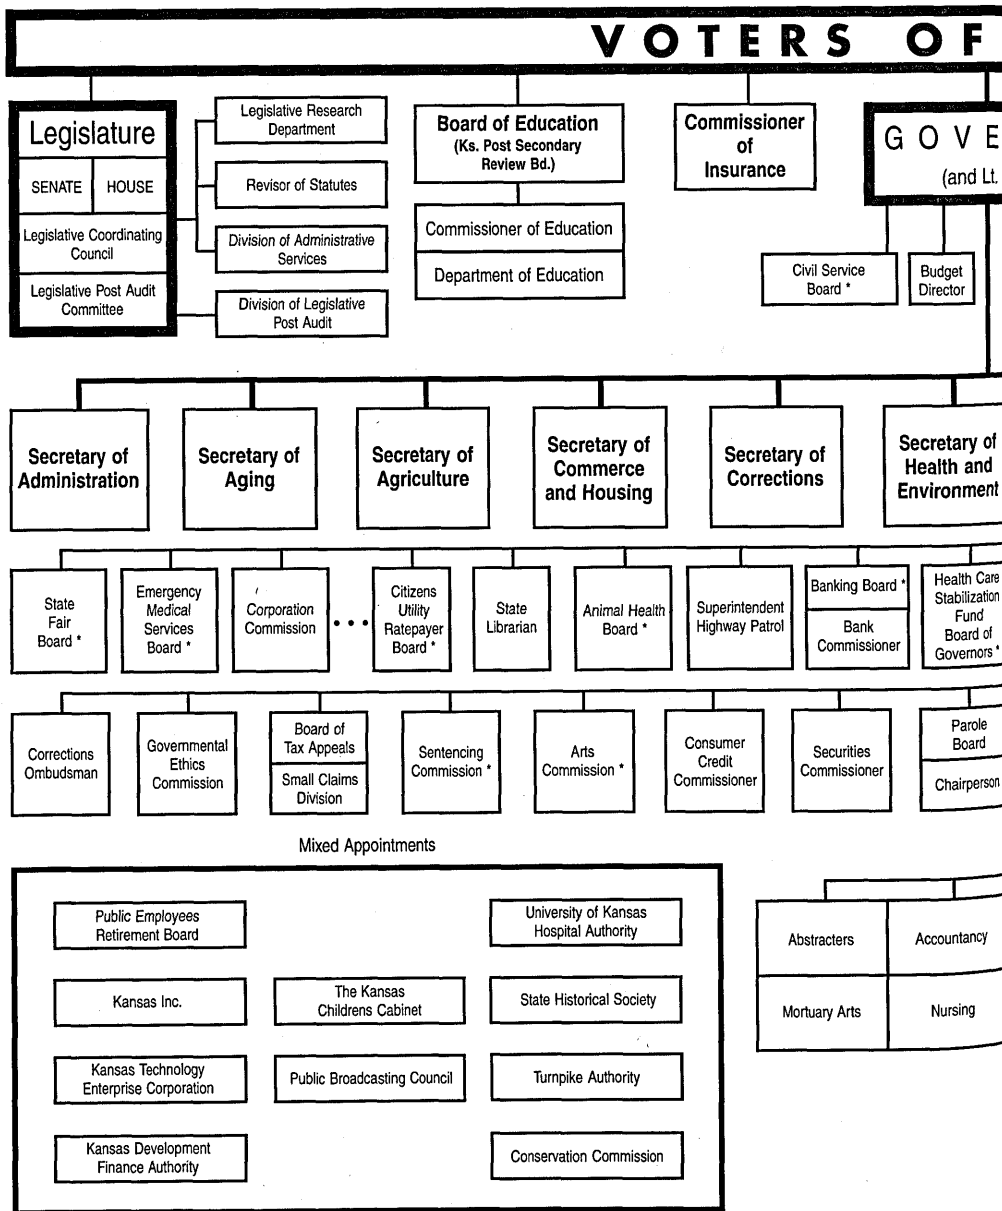 VOTERS OF
Legislature
SENATE
HOUSE
Legislative Coordinating
Council
Legislative Post Audit
Committee
Legislative Research
Department
Revisor of Statutes
Division of Administrative
Services
Division of Legislative
Post Audit
Board of Education
(Ks. Post Secondary
Review Bd.)
Commissioner of Education
Department of Education
Commissioner
of
Insurance
GOVE
(and Lt.
Civil Service
Board *
Budget
Director
Secretary of
Administration
Secretary of
Aging
Secretary of
Agriculture
Secretary of
Commerce
and Housing
Secretary of
Corrections
Secretary of
Health and
Environment
State
Fair
Board *
Emergency
Medical
Services
Board *
Corporation
Commission
• • •
Citizens
Utility
Ratepayer
Board *
State
Librarian
Animal Health
Board *
Superintendent
Highway Patrol
Banking Board *
Bank
Commissioner
Health Care
Stabilization
Fund
Board of
Governors *
Corrections
Ombudsman
Governmental
Ethics
Commission
Board of
Tax Appeals
Small Claims
Division
Sentencing
Commission *
Arts
Commission *
Consumer
Credit
Commissioner
Securities
Commissioner
Parole
Board
Chairperson
Mixed Appointments
Public Employees
Retirement Board
Kansas Inc.
Kansas Technology
Enterprise Corporation
Kansas Development
Finance Authority
The Kansas
Childrens Cabinet
Public Broadcasting Council
University of Kansas
Hospital Authority
State Historical Society
Turnpike Authority
Conservation Commission
Abstracters
Accountancy
Mortuary Arts
Nursing